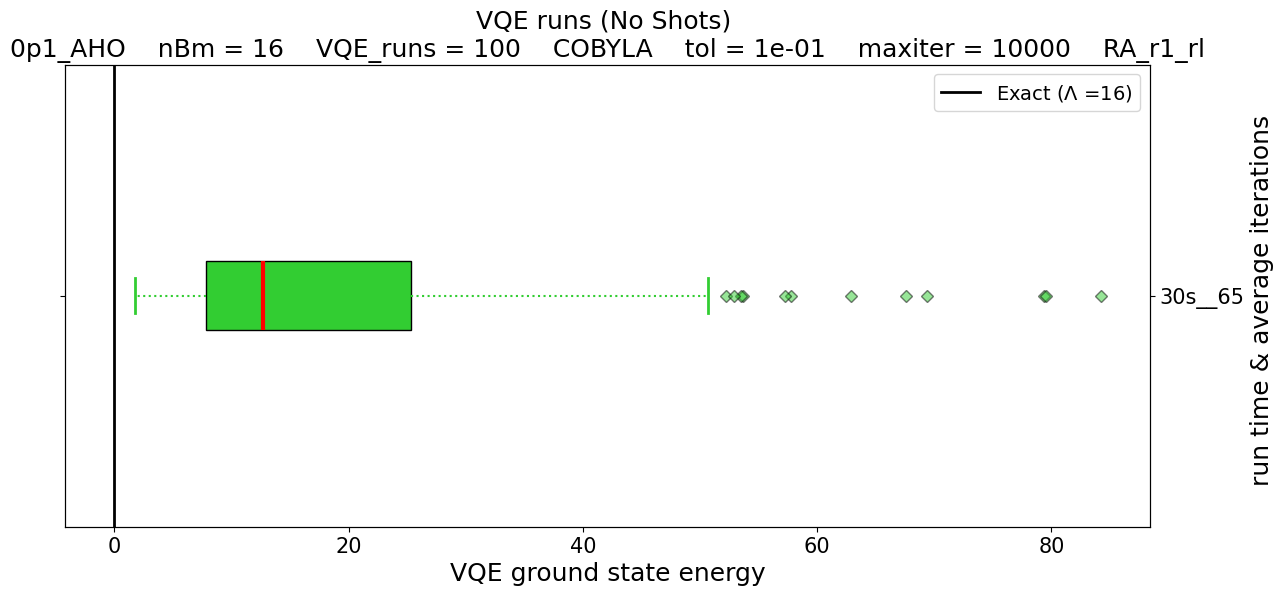 VQE runs (No Shots)
0p1_AHO    nBm = 16    VQE_runs = 100    COBYLA    tol = 1e-01    maxiter = 10000    RA_r1_rl
Exact (Λ =16)
30s__65
run time & average iterations
0 20 40 60 80
VQE ground state energy